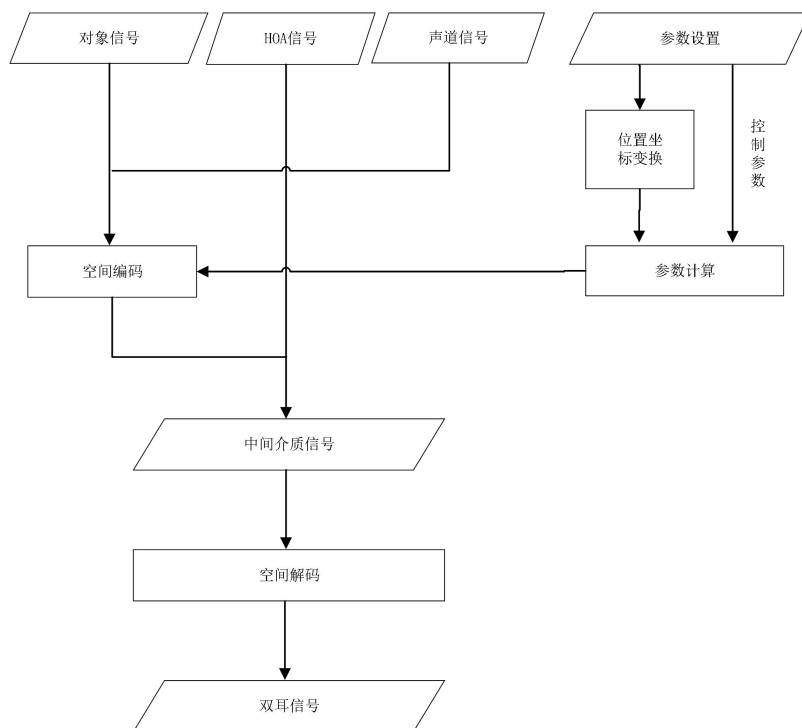 对象信号
HOA信号
声道信号
参数设置
位置坐
标变换
控制参数
空间编码
参数计算
中间介质信号
空间解码
双耳信号